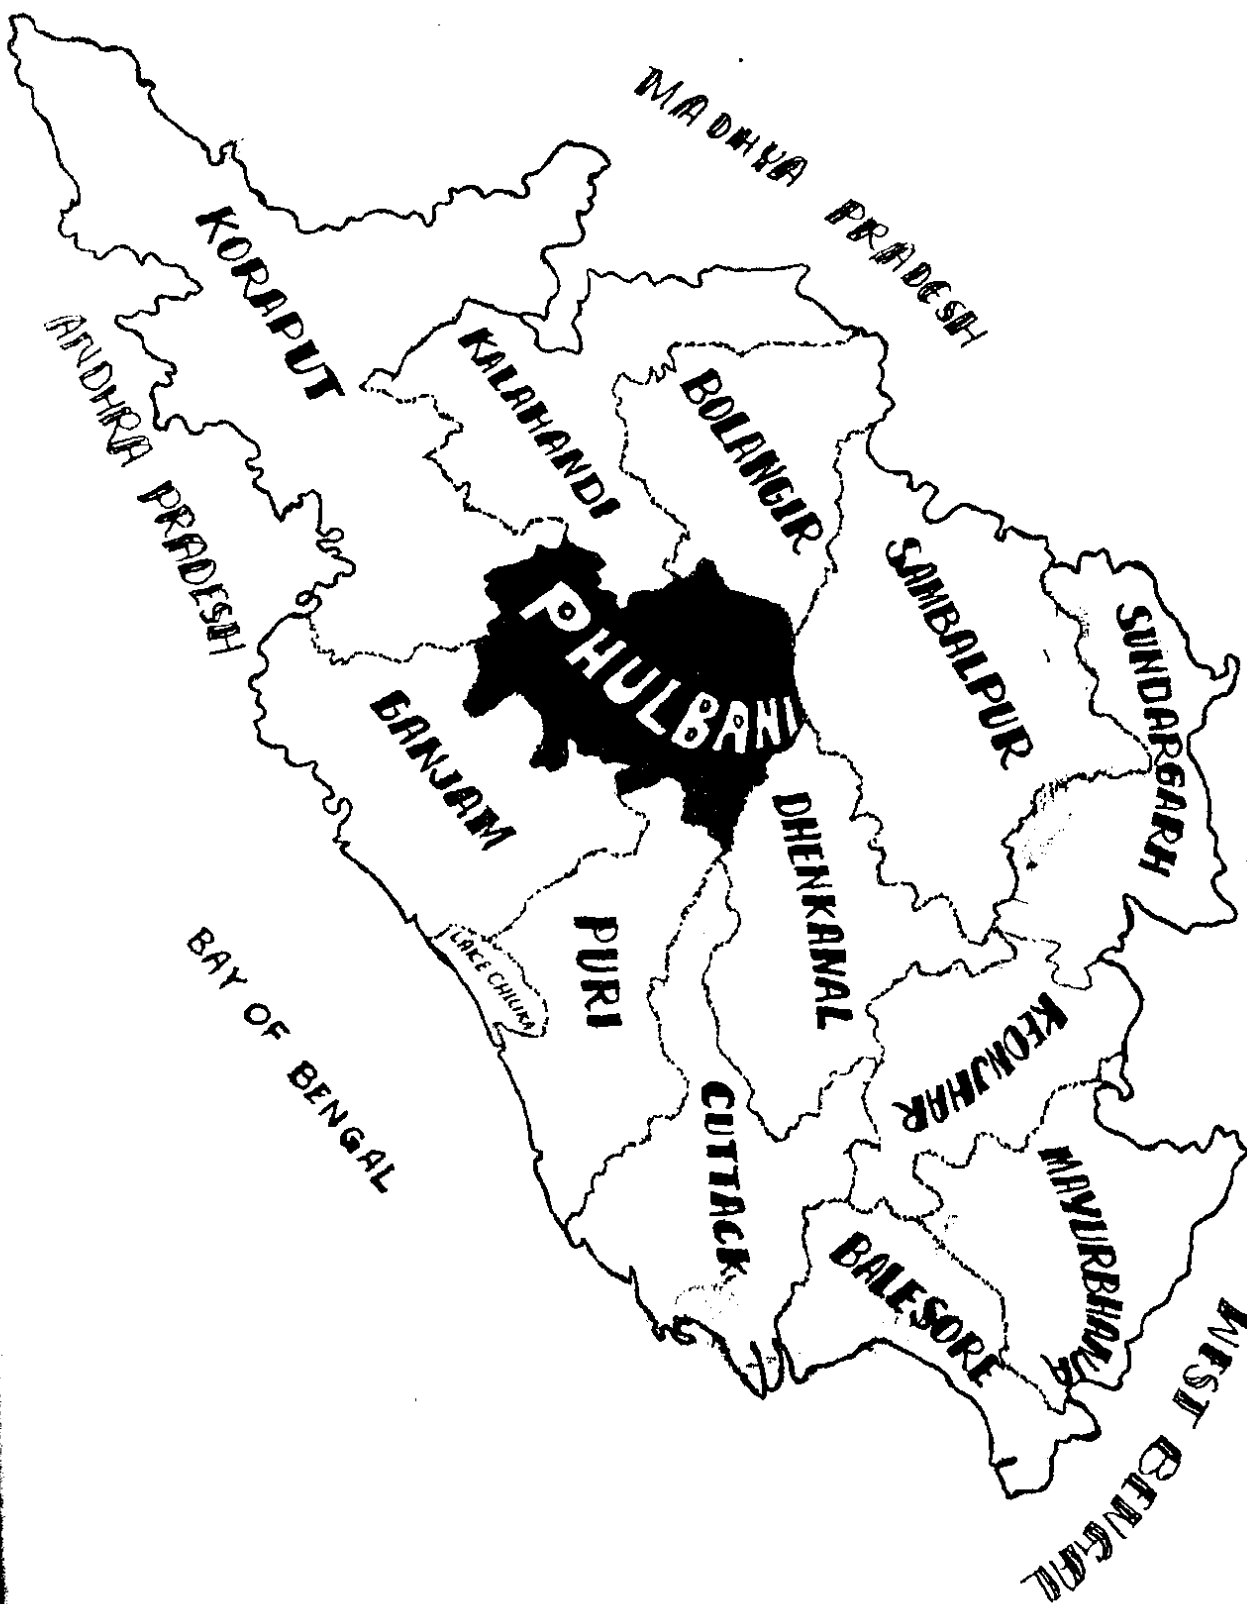 MADHYA PRADESH
KORAPUT
ANDHRA PRADESH
KALAHANDI
BOLANGIR
SAMBALPUR
SUNDARGARH
PHULBANI
GANJAM
DHENKANAL
PURI
LAKE CHILIKA
BAY OF BENGAL
KEONJHAR
CUTTACK
MAYURBHANJ
BALESORE
WEST BENGAL